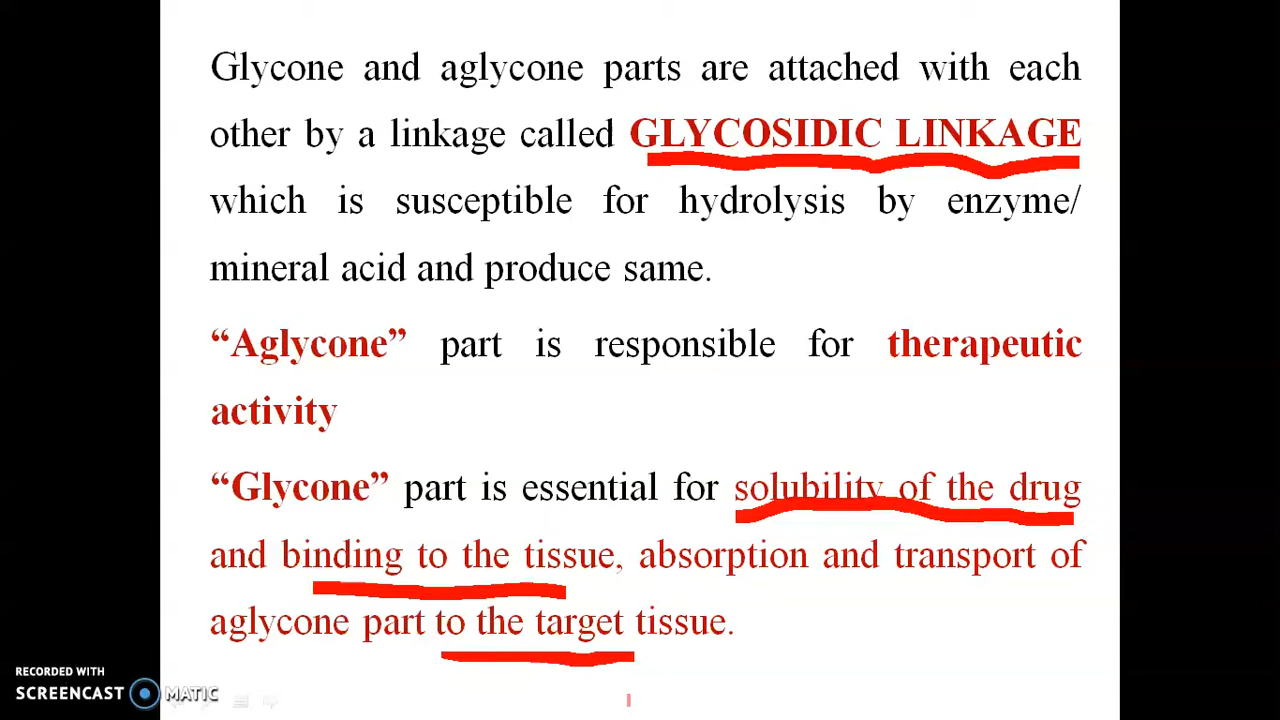 Glycone and aglycone parts are attached with each
other by a linkage called GLYCOSIDIC LINKAGE
which is susceptible for hydrolysis by enzyme/
mineral acid and produce same.
“Aglycone” part is responsible for therapeutic
activity
“Glycone” part is essential for solubility of the drug
and binding to the tissue, absorption and transport of
aglycone part to the target tissue.
RECORDED WITH
SCREENCAST MATIC